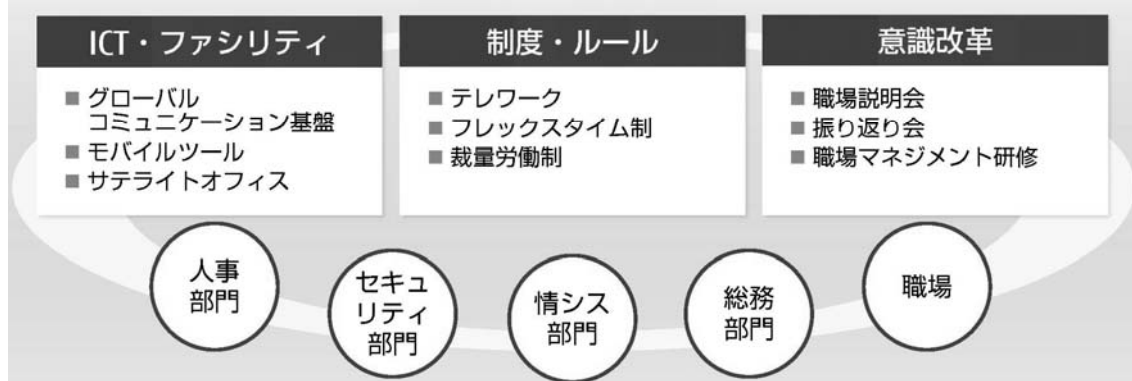 ICT・ファシリティ
■ グローバル
コミュニケーション基盤
■ モバイルツール
■ サテライトオフィス
制度・ルール
■ テレワーク
■ フレックスタイム制
■ 裁量労働制
意識改革
■ 職場説明会
■ 振り返り会
■ 職場マネジメント研修
人事
部門
セキュ
リティ
部門
情シス
部門
総務
部門
職場